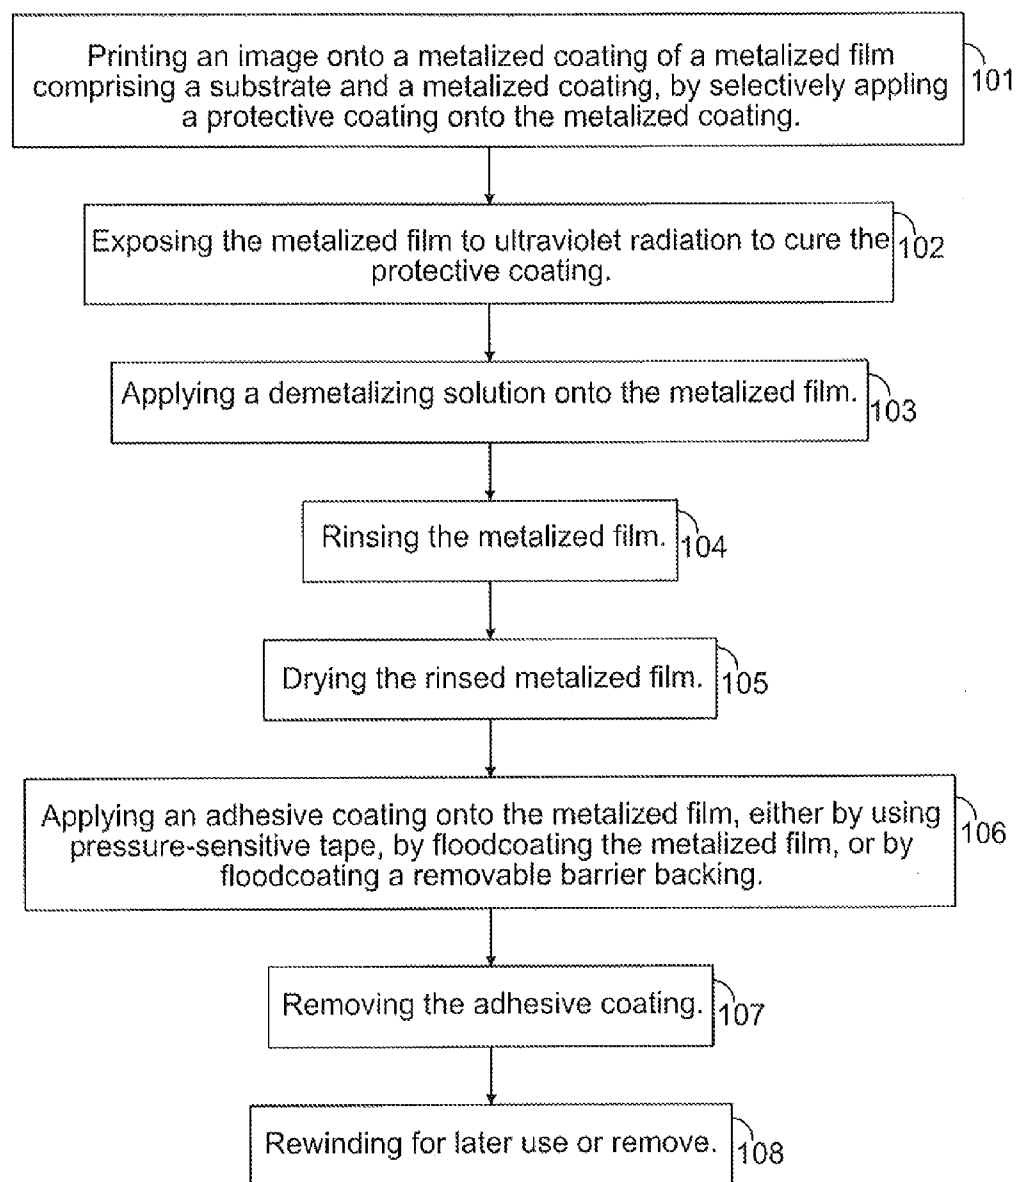 Printing an image onto a metalized coating of a metalized film
comprising a substrate and a metalized coating, by selectively appling
a protective coating onto the metalized coating.
101
Exposing the metalized film to ultraviolet radiation to cure the
protective coating.
102
Applying a demetalizing solution onto the metalized film.
103
Rinsing the metalized film.
104
Drying the rinsed metalized film.
105
Applying an adhesive coating onto the metalized film, either by using
pressure-sensitive tape, by floodcoating the metalized film, or by
floodcoating a removable barrier backing.
106
Removing the adhesive coating.
107
Rewinding for later use or remove.
108